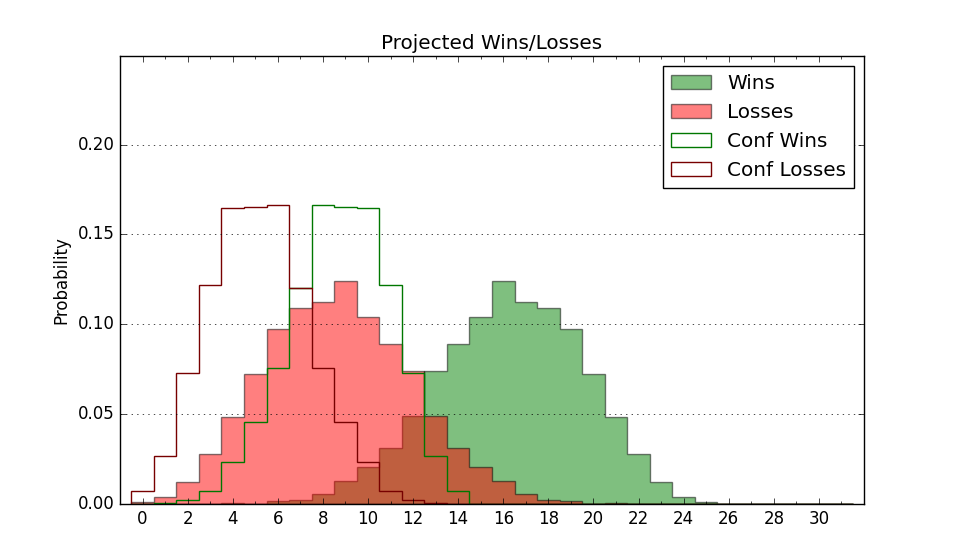 Projected Wins/Losses
Wins
Losses
Conf Wins
Conf Losses
Probability
0.20
0.15
0.10
0.05
0.00
0 2 4 6 8 10 12 14 16 18 20 22 24 26 28 30